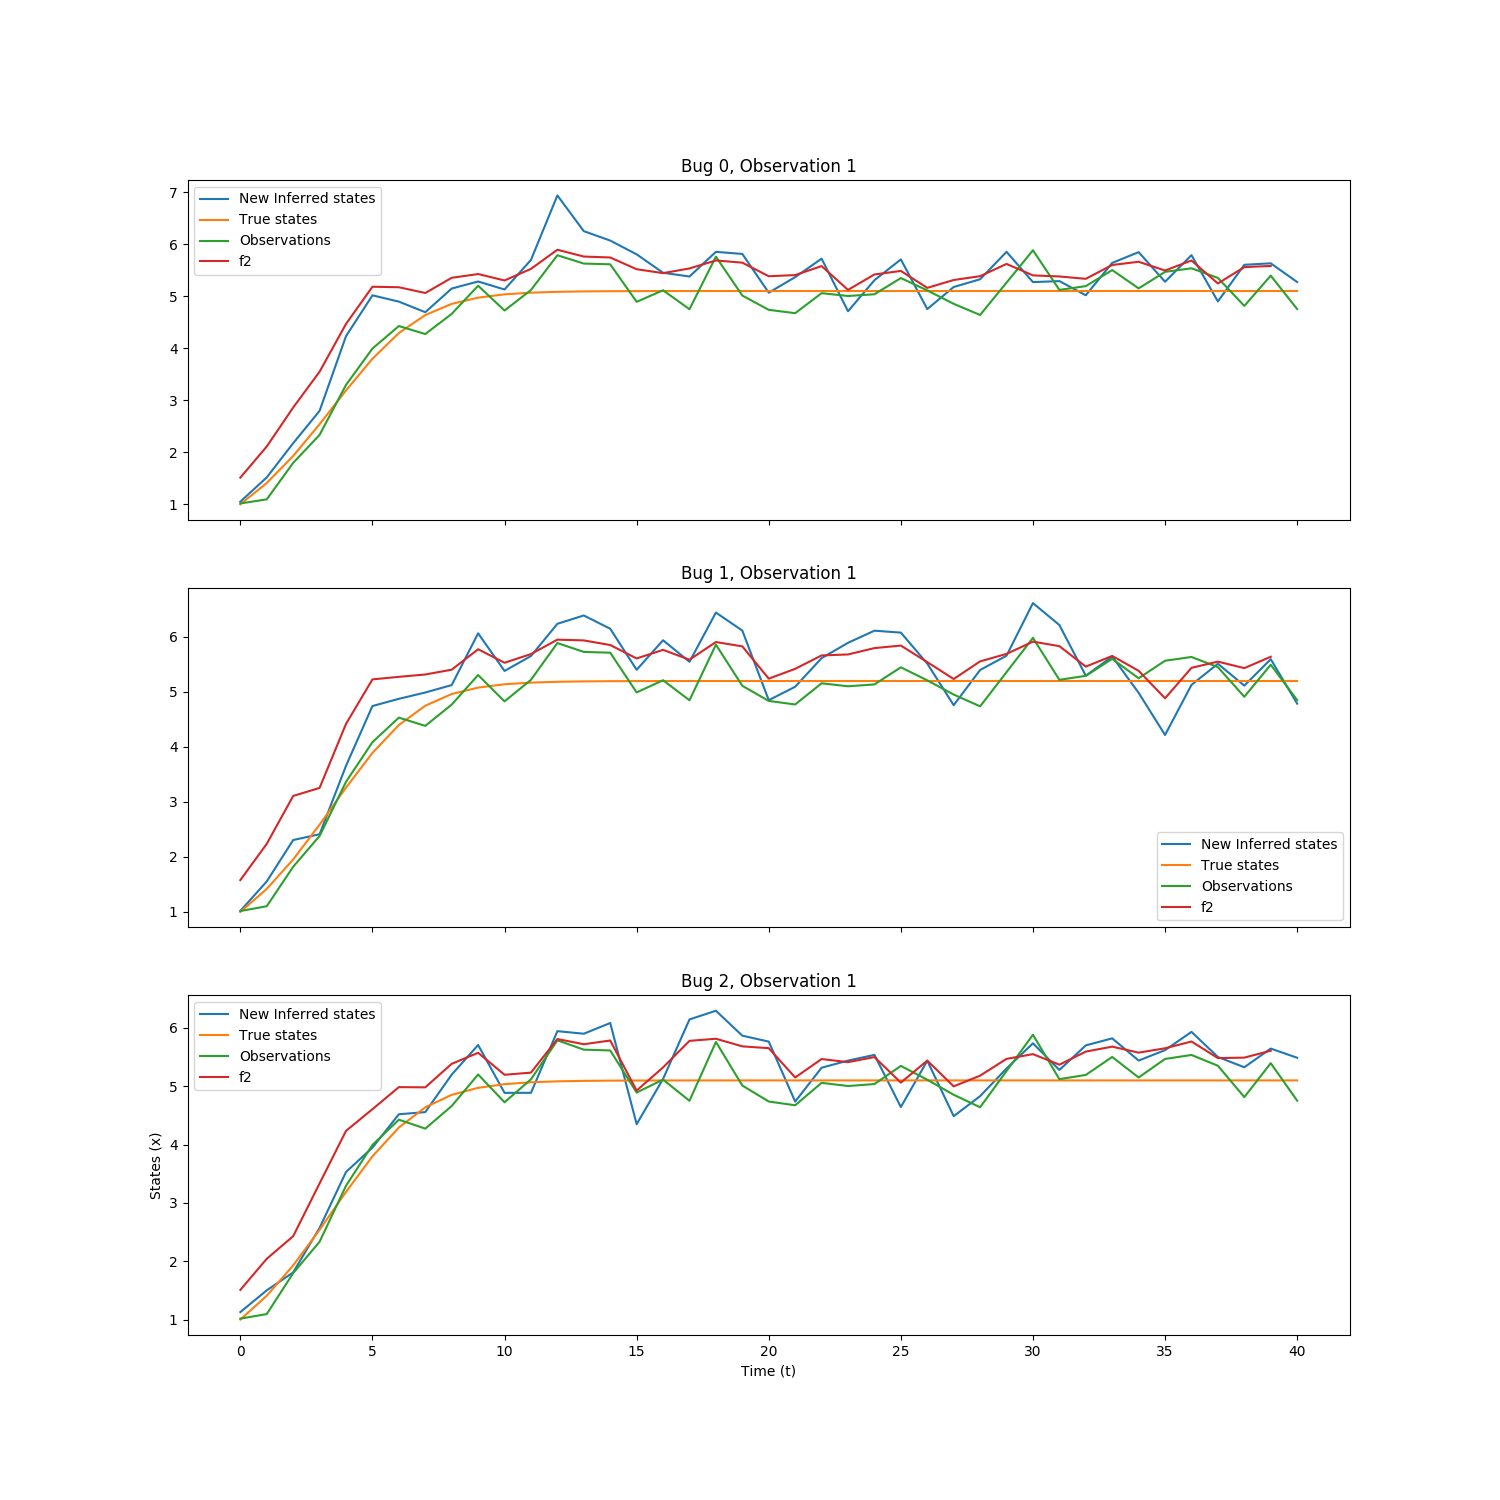 Bug 0, Observation 1
7
6
5
4
3
2
1
New Inferred states
True states
Observations
f2
Bug 1, Observation 1
6
5
4
3
2
1
New Inferred states
True states
Observations
f2
Bug 2, Observation 1
6
5
4
3
2
1
States (x)
New Inferred states
True states
Observations
f2
0 5 10 15 20 25 30 35 40
Time (t)